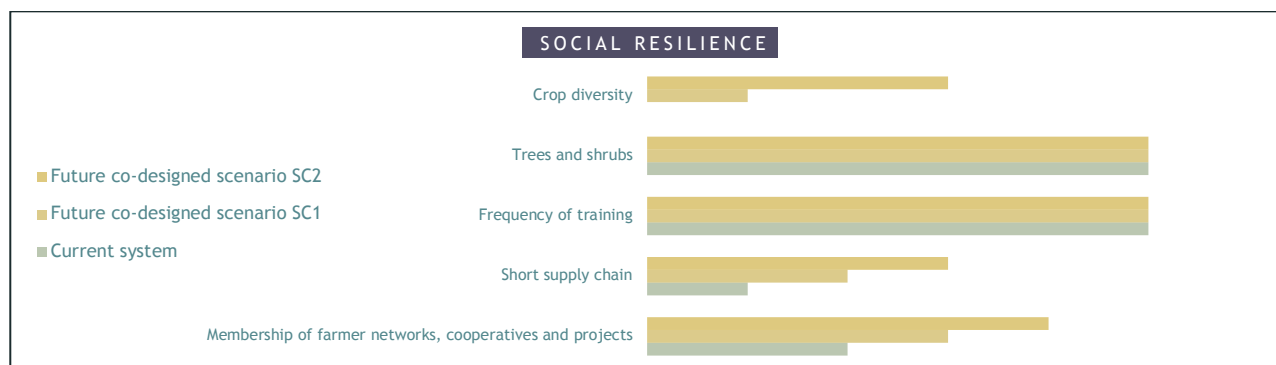 SOCIAL RESILIENCE
Crop diversity
Trees and shrubs
Future co-designed scenario SC2
Future co-designed scenario SC1
Frequency of training
Current system
Short supply chain
Membership of farmer networks, cooperatives and projects